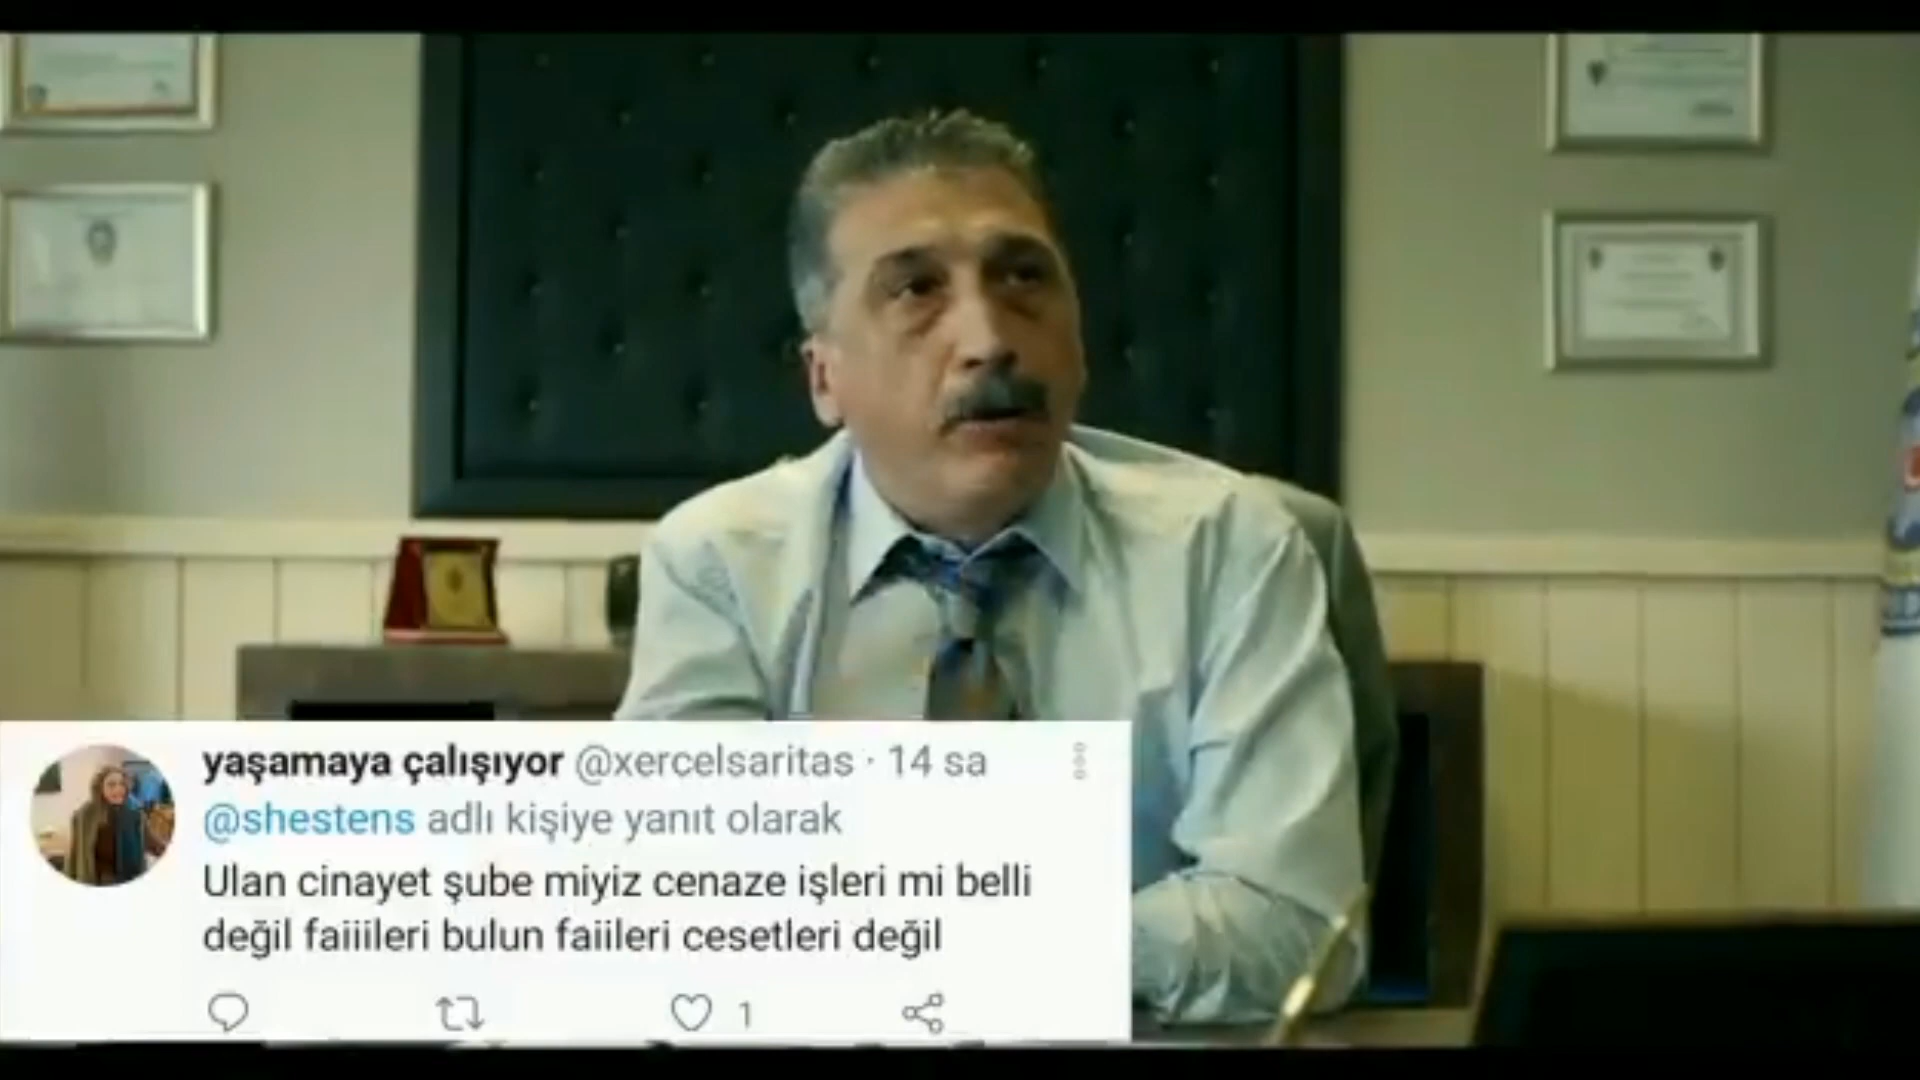 yaşamaya çalışıyor @xercelsaritas · 14 sa
@shestens adlı kişiye yanıt olarak
Ulan cinayet şube miyiz cenaze işleri mi belli
değil faiiileri bulun faiileri cesetleri değil
1